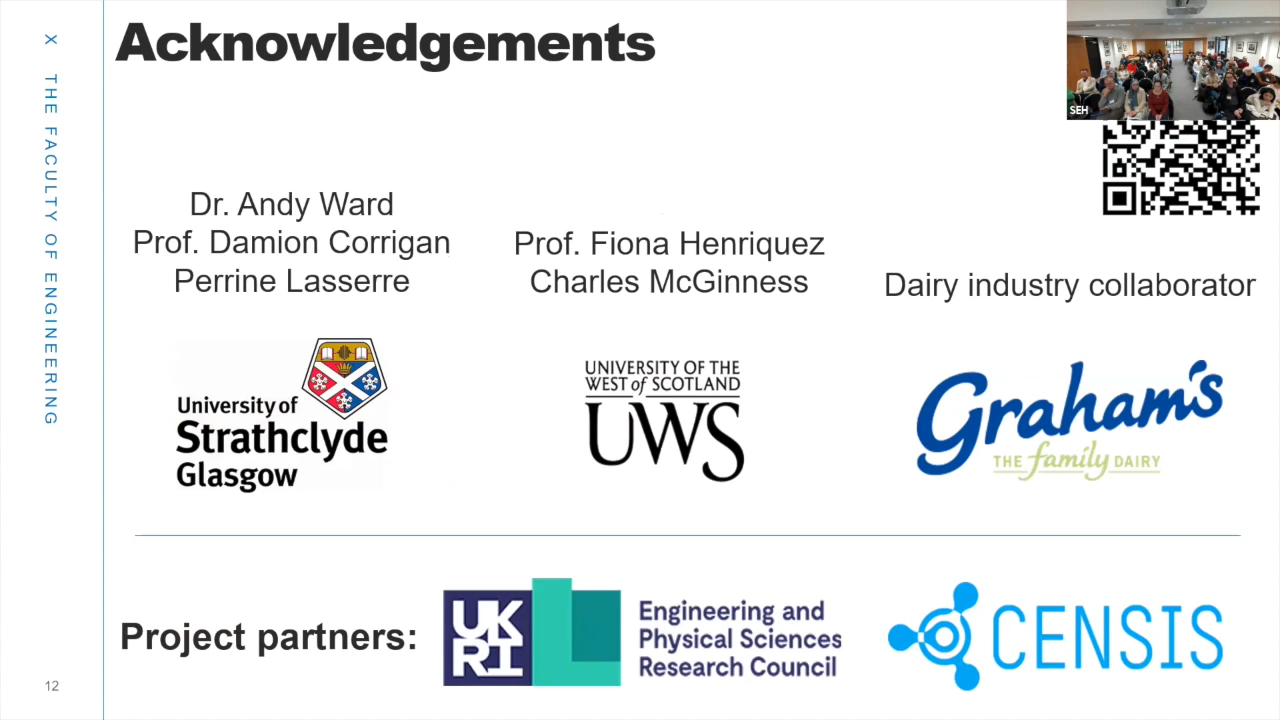 X THE FACULTY OF ENGINEERING
Acknowledgements
SEH
Dr. Andy Ward
Prof. Damion Corrigan
Perrine Lasserre
Prof. Fiona Henriquez
Charles McGinness
Dairy industry collaborator
University of
Strathclyde
Glasgow
UNIVERSITY OF THE
WEST of SCOTLAND
UWS
Graham's
THE family DAIRY
Project partners:
UK
RI
Engineering and
Physical Sciences
Research Council
CENSIS
12